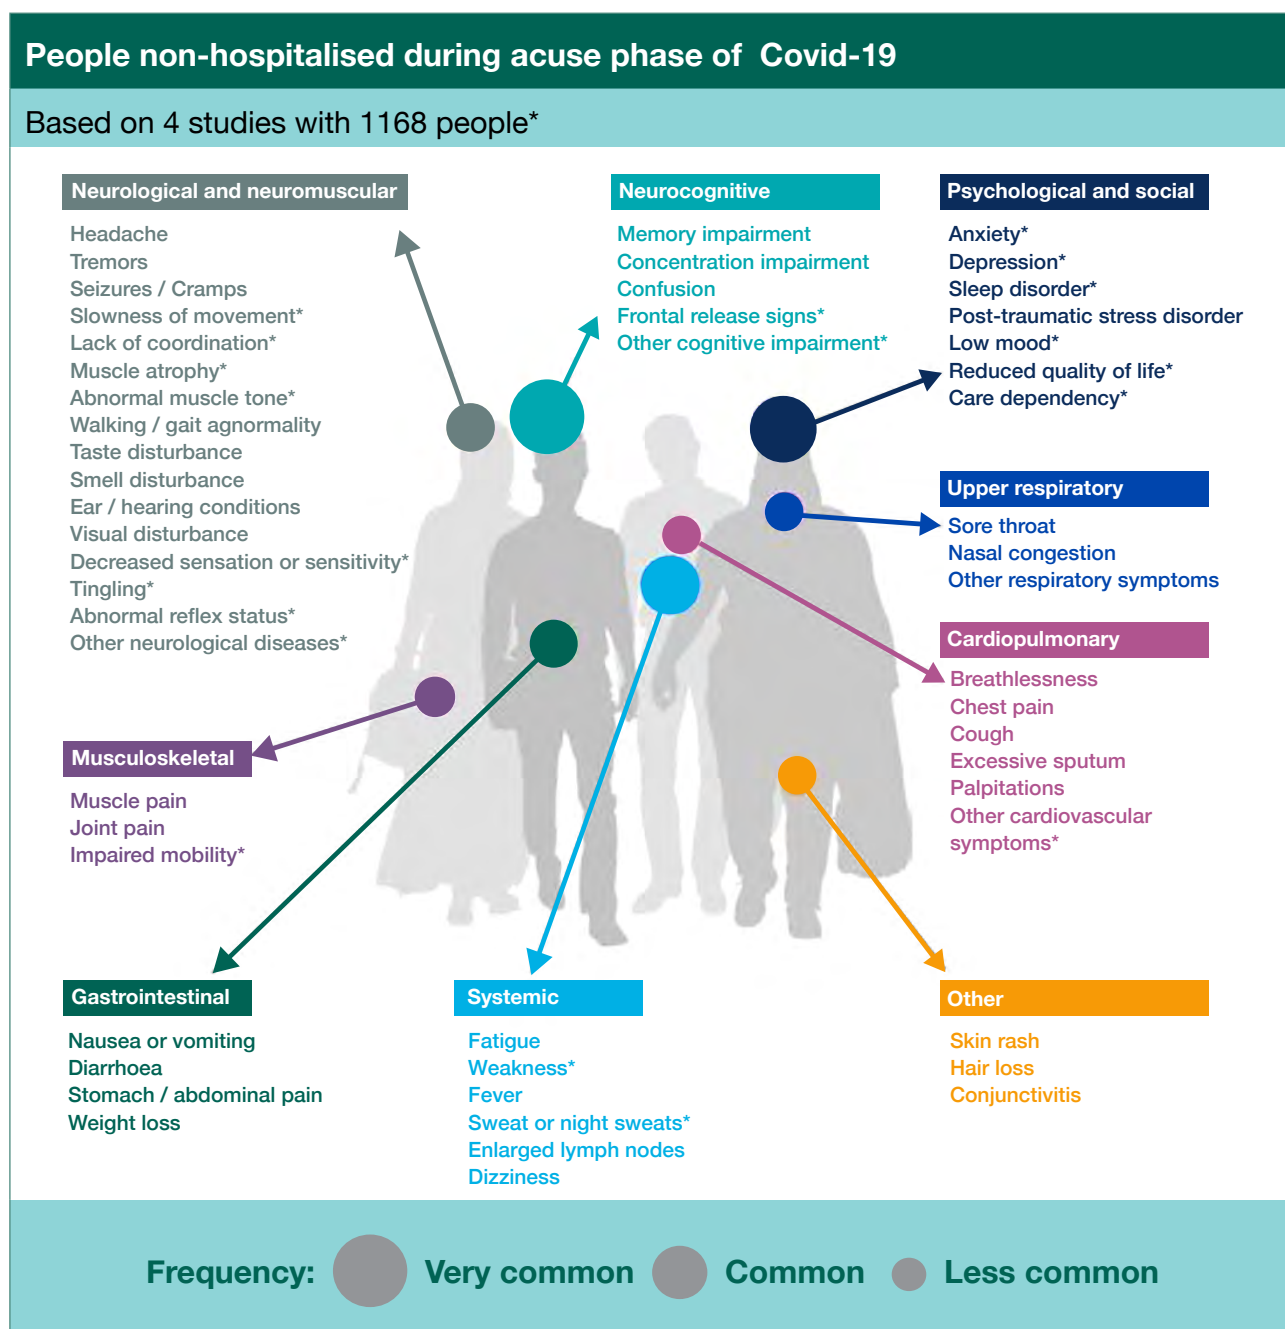 People non-hospitalised during acuse phase of Covid-19
Based on 4 studies with 1168 people*
Neurological and neuromuscular
Headache
Tremors
Seizures / Cramps
Slowness of movement*
Lack of coordination*
Muscle atrophy*
Abnormal muscle tone*
Walking / gait agnormality
Taste disturbance
Smell disturbance
Ear / hearing conditions
Visual disturbance
Decreased sensation or sensitivity*
Tingling*
Abnormal reflex status*
Other neurological diseases*
Neurocognitive
Memory impairment
Concentration impairment
Confusion
Frontal release signs*
Other cognitive impairment*
Psychological and social
Anxiety*
Depression*
Sleep disorder*
Post-traumatic stress disorder
Low mood*
Reduced quality of life*
Care dependency*
Upper respiratory
Sore throat
Nasal congestion
Other respiratory symptoms
Cardiopulmonary
Breathlessness
Chest pain
Cough
Excessive sputum
Palpitations
Other cardiovascular
symptoms*
Musculoskeletal
Muscle pain
Joint pain
Impaired mobility*
Gastrointestinal
Nausea or vomiting
Diarrhoea
Stomach / abdominal pain
Weight loss
Systemic
Fatigue
Weakness*
Fever
Sweat or night sweats*
Enlarged lymph nodes
Dizziness
Other
Skin rash
Hair loss
Conjunctivitis
Frequency: Very common Common Less common